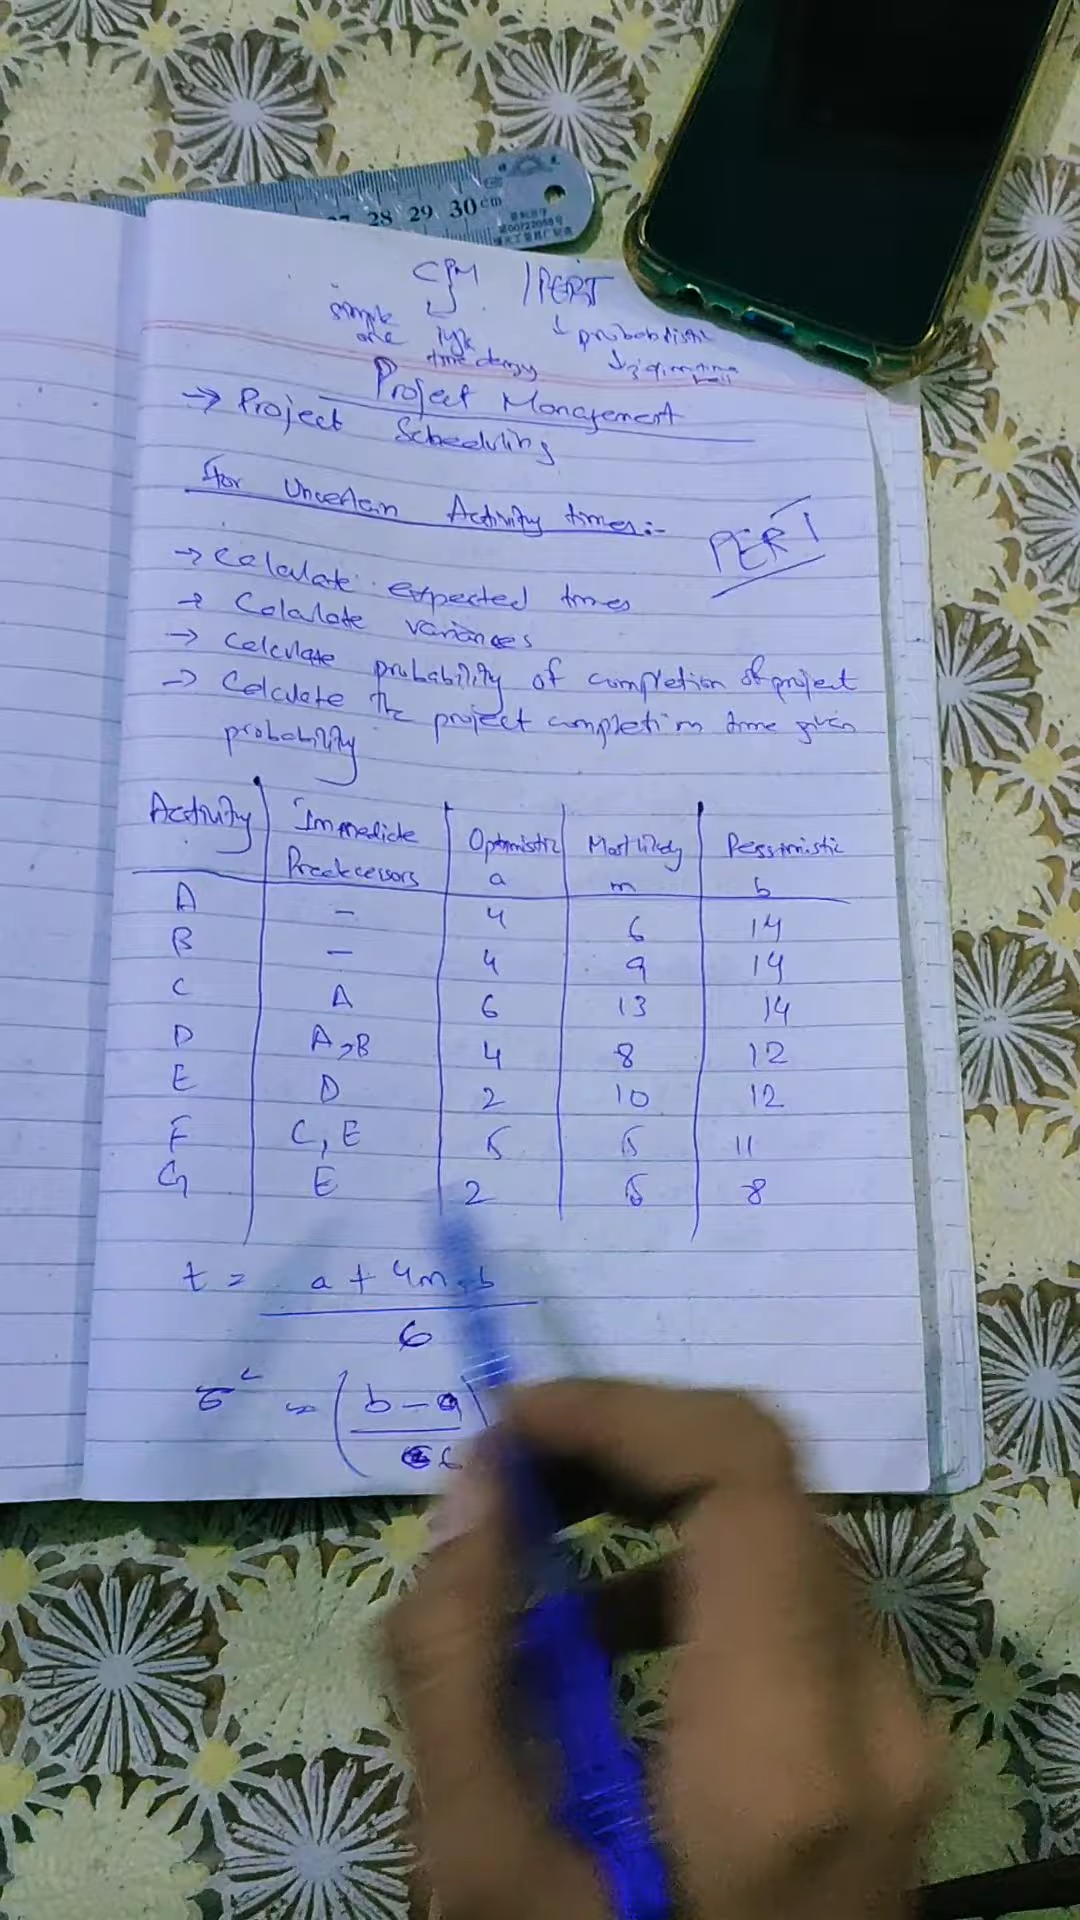 28 29 30 cm
CPM / PERT
simple probabilistic
one time
Project Management
→ Project Scheduling
For Uncertain Activity times:-
PERT
→ Calculate expected times
→ Calculate variances
→ Calculate probability of completion of project
→ Calculate the project completion time given
probability
Activity Immediate Optimistic Most likely Pessimistic
Predecessors a m b
A - 4 6 14
B - 4 9 14
C A 6 13 14
D A,B 4 8 12
E D 2 10 12
F C, E 5 5 11
G E 2 5 8
t = a + 4m + b
6
σ² = (b - a)
6